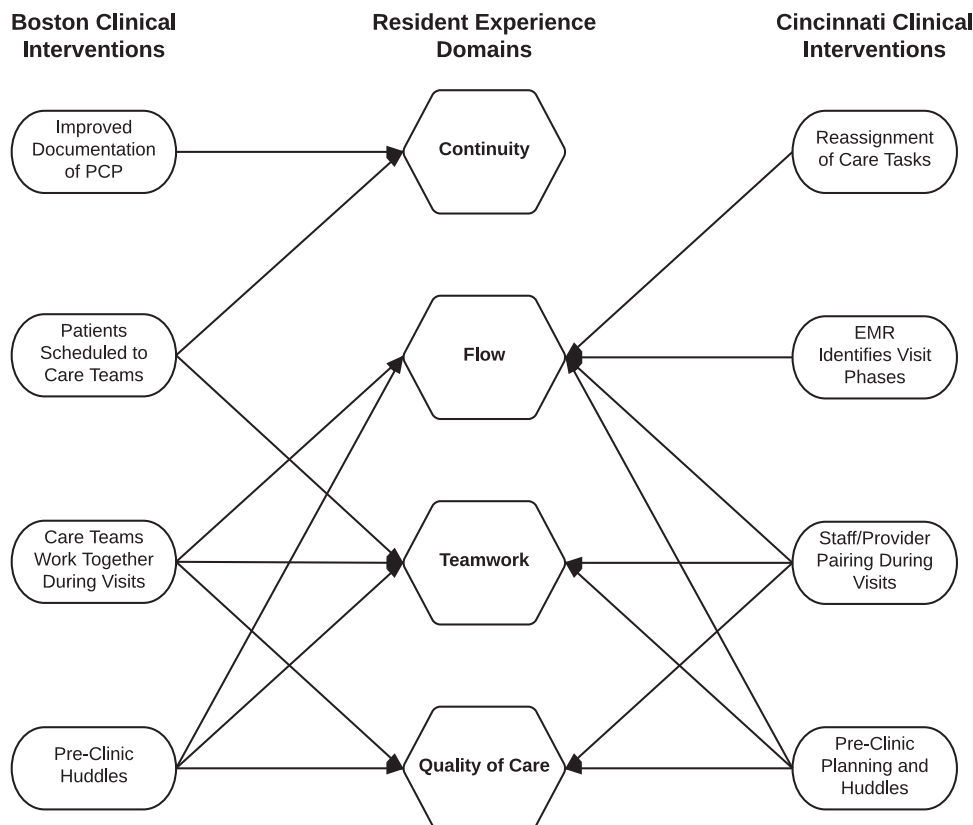 Boston Clinical
Interventions
Resident Experience
Domains
Cincinnati Clinical
Interventions
Improved
Documentation
of PCP
Continuity
Reassignment
of Care Tasks
Patients
Scheduled to
Care Teams
Flow
EMR
Identifies Visit
Phases
Care Teams
Work Together
During Visits
Teamwork
Staff/Provider
Pairing During
Visits
Pre-Clinic
Huddles
Quality of Care
Pre-Clinic
Planning and
Huddles